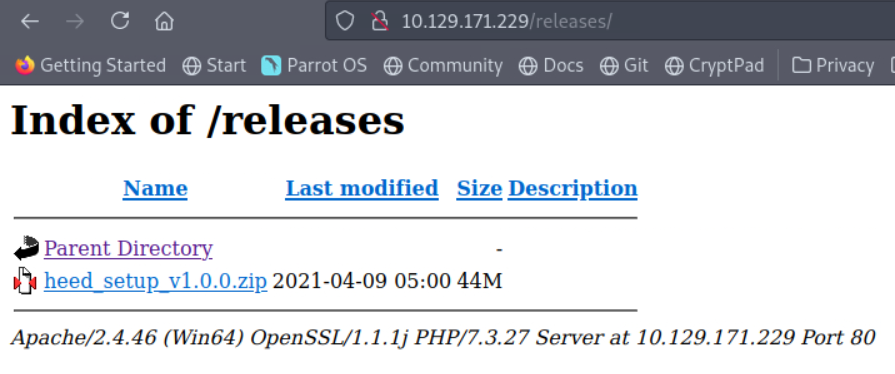 10.129.171.229/releases/
Getting Started Start Parrot OS Community Docs Git CryptPad Privacy
Index of /releases
Name Last modified Size Description
Parent Directory -
heed_setup_v1.0.0.zip 2021-04-09 05:00 44M
Apache/2.4.46 (Win64) OpenSSL/1.1.1j PHP/7.3.27 Server at 10.129.171.229 Port 80